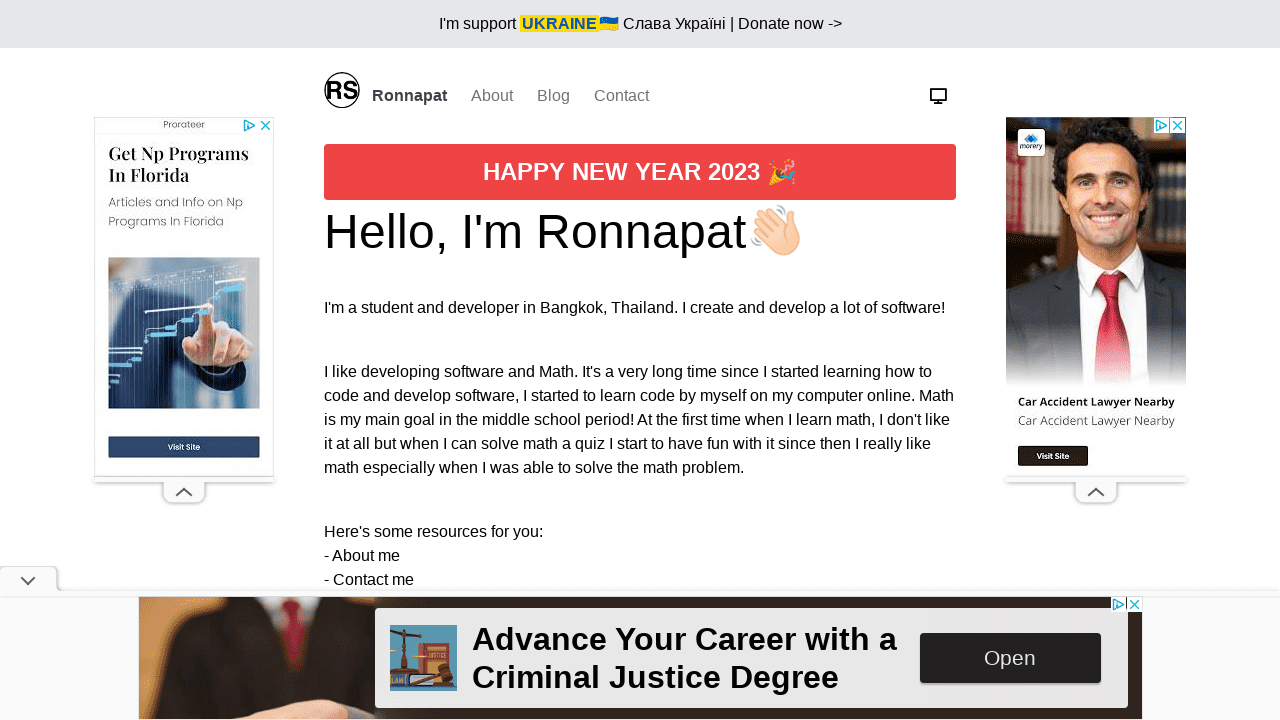 I'm support UKRAINE🇺🇦 Слава Україні | Donate now ->
RS Ronnapat About Blog Contact
HAPPY NEW YEAR 2023 🎉
Hello, I'm Ronnapat👋🏻
I'm a student and developer in Bangkok, Thailand. I create and develop a lot of software!
I like developing software and Math. It's a very long time since I started learning how to
code and develop software, I started to learn code by myself on my computer online. Math
is my main goal in the middle school period! At the first time when I learn math, I don't like
it at all but when I can solve math a quiz I start to have fun with it since then I really like
math especially when I was able to solve the math problem.
Here's some resources for you:
- About me
- Contact me
Prorateer
Get Np Programs
In Florida
Articles and Info on Np
Programs In Florida
Visit Site
morery
Car Accident Lawyer Nearby
Car Accident Lawyer Nearby
Visit Site
LAW
JUSTICE
Advance Your Career with a
Criminal Justice Degree
Open